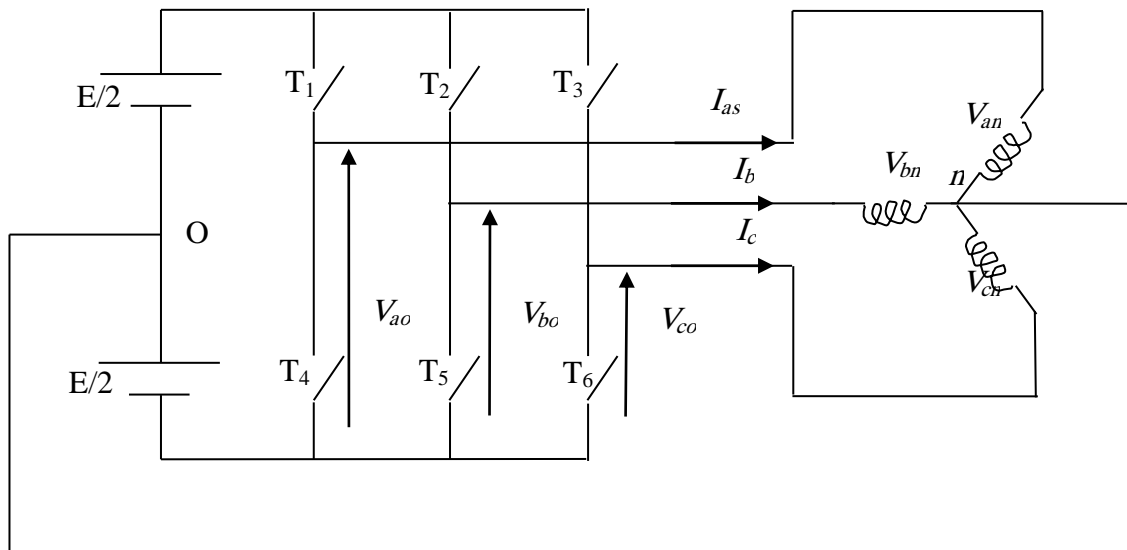 E/2
T1
T2
T3
Ias
Van
Ib
Vbn
n
O
Ic
Vcn
Vao
Vbo
Vco
E/2
T4
T5
T6